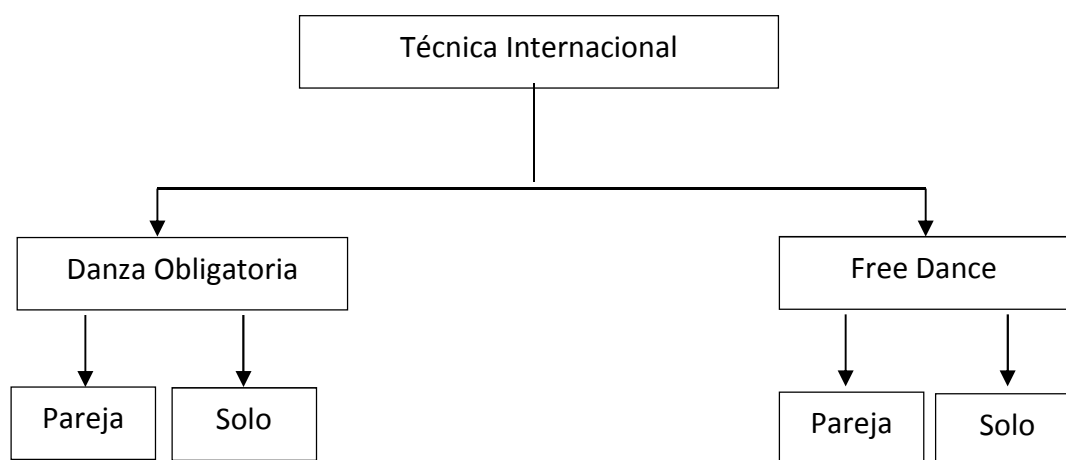 Técnica Internacional
Danza Obligatoria
Free Dance
Pareja
Solo
Pareja
Solo